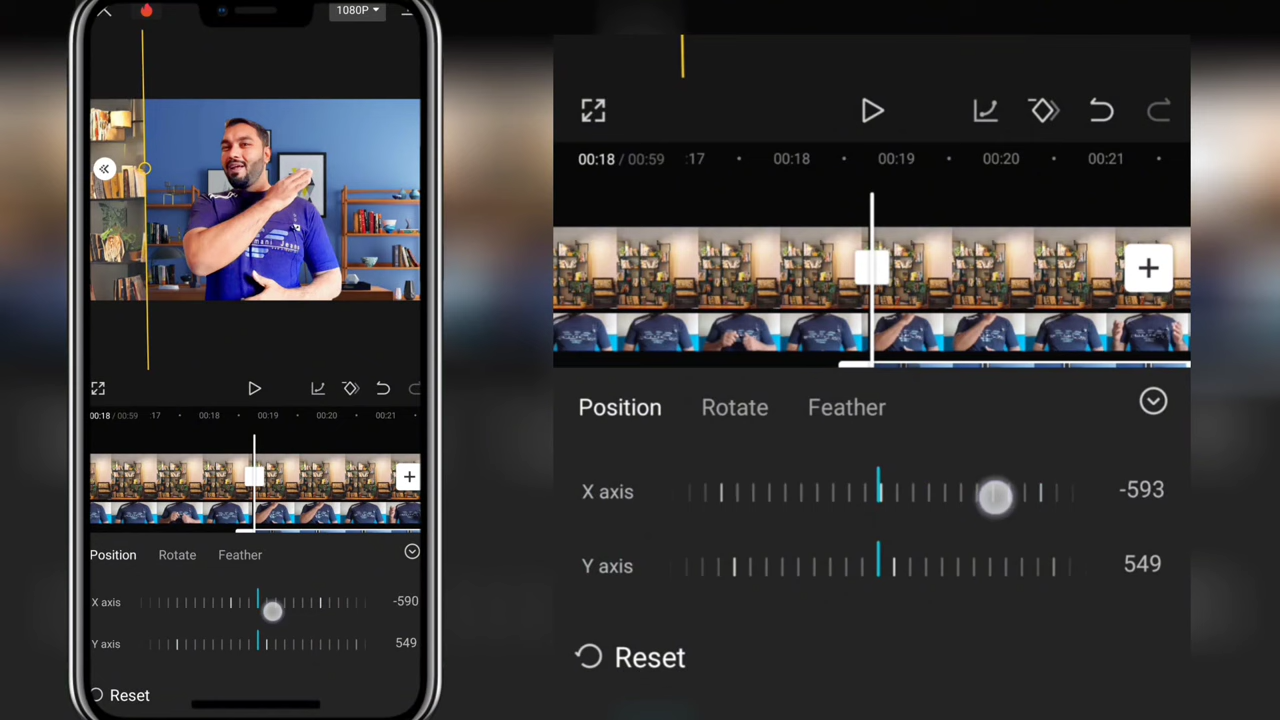 1080P
00:18 / 00:59 :17 00:18 00:19 00:20 00:21
Position Rotate Feather
X axis -590
Y axis 549
Reset
00:18 / 00:59 :17 00:18 00:19 00:20 00:21
Position Rotate Feather
X axis -593
Y axis 549
Reset